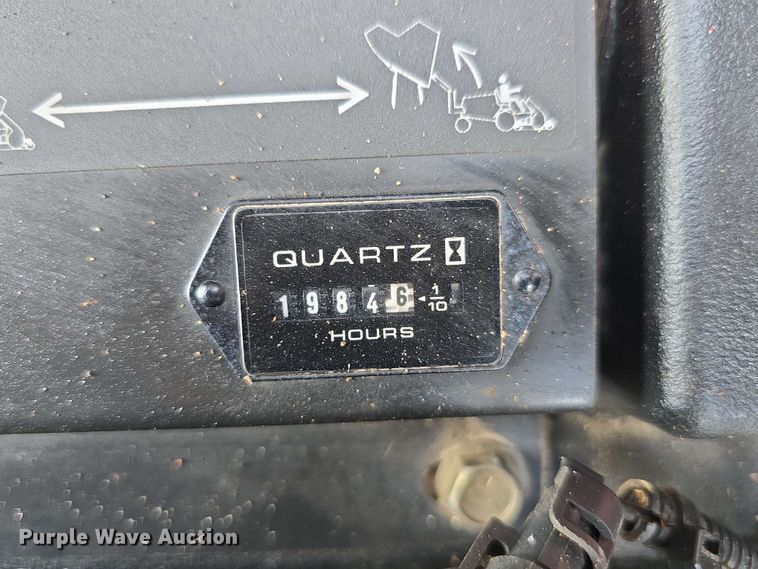 QUARTZ
1984 6 1/10
HOURS
Purple Wave Auction